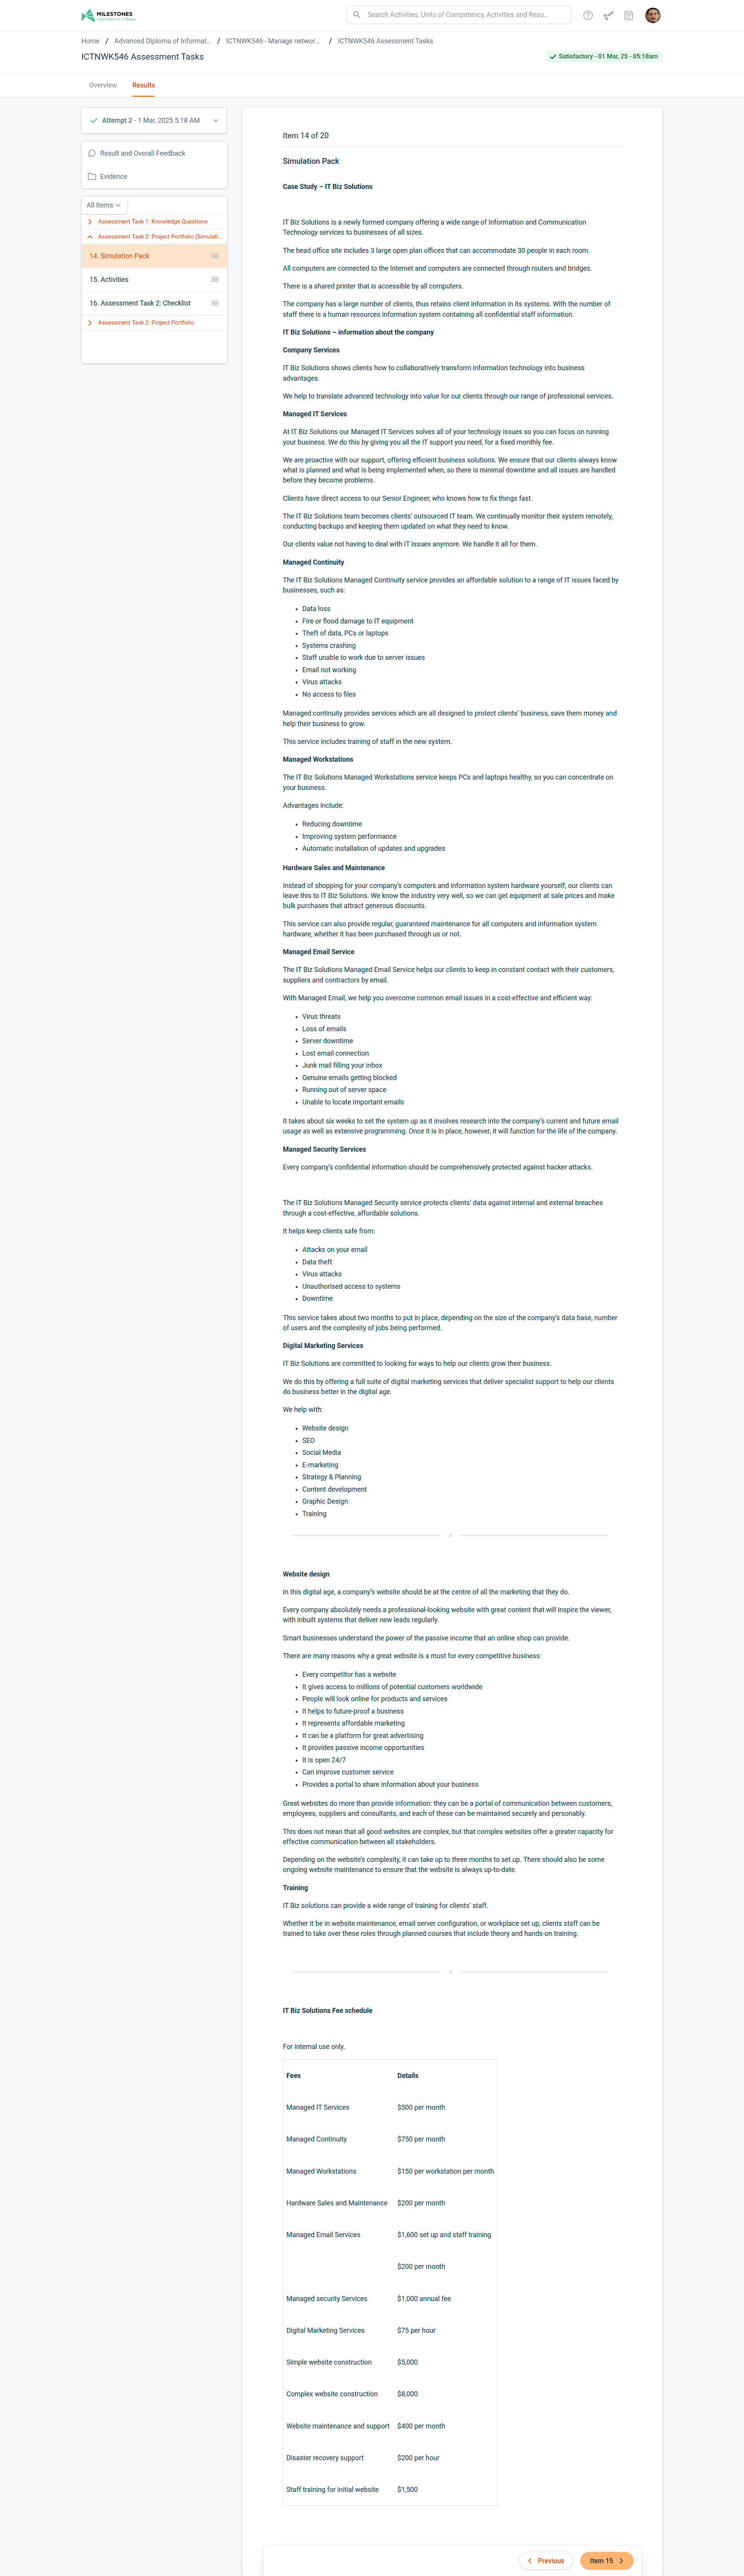 MILESTONES
International College
Search Activities, Units of Competency, Activities and Reso...
Home / Advanced Diploma of Informat... / ICTNWK546 - Manage networ... / ICTNWK546 Assessment Tasks
ICTNWK546 Assessment Tasks
Satisfactory - 01 Mar, 25 - 05:18am
Overview
Results
Attempt 2 - 1 Mar, 2025 5:18 AM
Result and Overall Feedback
Evidence
All Items
Assessment Task 1: Knowledge Questions
Assessment Task 2: Project Portfolio (Simulati...
14. Simulation Pack
15. Activities
16. Assessment Task 2: Checklist
Assessment Task 2: Project Portfolio
Item 14 of 20
Simulation Pack
Case Study – IT Biz Solutions
IT Biz Solutions is a newly formed company offering a wide range of Information and Communication
Technology services to businesses of all sizes.
The head office site includes 3 large open plan offices that can accommodate 30 people in each room.
All computers are connected to the Internet and computers are connected through routers and bridges.
There is a shared printer that is accessible by all computers.
The company has a large number of clients, thus retains client information in its systems. With the number of
staff there is a human resources information system containing all confidential staff information.
IT Biz Solutions – information about the company
Company Services
IT Biz Solutions shows clients how to collaboratively transform information technology into business
advantages.
We help to translate advanced technology into value for our clients through our range of professional services.
Managed IT Services
At IT Biz Solutions our Managed IT Services solves all of your technology issues so you can focus on running
your business. We do this by giving you all the IT support you need, for a fixed monthly fee.
We are proactive with our support, offering efficient business solutions. We ensure that our clients always know
what is planned and what is being implemented when, so there is minimal downtime and all issues are handled
before they become problems.
Clients have direct access to our Senior Engineer, who knows how to fix things fast.
The IT Biz Solutions team becomes clients' outsourced IT team. We continually monitor their system remotely,
conducting backups and keeping them updated on what they need to know.
Our clients value not having to deal with IT issues anymore. We handle it all for them.
Managed Continuity
The IT Biz Solutions Managed Continuity service provides an affordable solution to a range of IT issues faced by
businesses, such as:
• Data loss
• Fire or flood damage to IT equipment
• Theft of data, PCs or laptops
• Systems crashing
• Staff unable to work due to server issues
• Email not working
• Virus attacks
• No access to files
Managed continuity provides services which are all designed to protect clients' business, save them money and
help their business to grow.
This service includes training of staff in the new system.
Managed Workstations
The IT Biz Solutions Managed Workstations service keeps PCs and laptops healthy, so you can concentrate on
your business.
Advantages include:
• Reducing downtime
• Improving system performance
• Automatic installation of updates and upgrades
Hardware Sales and Maintenance
Instead of shopping for your company's computers and information system hardware yourself, our clients can
leave this to IT Biz Solutions. We know the industry very well, so we can get equipment at sale prices and make
bulk purchases that attract generous discounts.
This service can also provide regular, guaranteed maintenance for all computers and information system
hardware, whether it has been purchased through us or not.
Managed Email Service
The IT Biz Solutions Managed Email Service helps our clients to keep in constant contact with their customers,
suppliers and contractors by email.
With Managed Email, we help you overcome common email issues in a cost-effective and efficient way:
• Virus threats
• Loss of emails
• Server downtime
• Lost email connection
• Junk mail filling your inbox
• Genuine emails getting blocked
• Running out of server space
• Unable to locate important emails
It takes about six weeks to set the system up as it involves research into the company's current and future email
usage as well as extensive programming. Once it is in place, however, it will function for the life of the company.
Managed Security Services
Every company's confidential information should be comprehensively protected against hacker attacks.
The IT Biz Solutions Managed Security service protects clients' data against internal and external breaches
through a cost-effective, affordable solutions.
It helps keep clients safe from:
• Attacks on your email
• Data theft
• Virus attacks
• Unauthorised access to systems
• Downtime
This service takes about two months to put in place, depending on the size of the company's data base, number
of users and the complexity of jobs being performed.
Digital Marketing Services
IT Biz Solutions are committed to looking for ways to help our clients grow their business.
We do this by offering a full suite of digital marketing services that deliver specialist support to help our clients
do business better in the digital age.
We help with:
• Website design
• SEO
• Social Media
• E-marketing
• Strategy & Planning
• Content development
• Graphic Design
• Training
Website design
In this digital age, a company's website should be at the centre of all the marketing that they do.
Every company absolutely needs a professional-looking website with great content that will inspire the viewer,
with inbuilt systems that deliver new leads regularly.
Smart businesses understand the power of the passive income that an online shop can provide.
There are many reasons why a great website is a must for every competitive business:
• Every competitor has a website
• It gives access to millions of potential customers worldwide
• People will look online for products and services
• It helps to future-proof a business
• It represents affordable marketing
• It can be a platform for great advertising
• It provides passive income opportunities
• It is open 24/7
• Can improve customer service
• Provides a portal to share information about your business
Great websites do more than provide information: they can be a portal of communication between customers,
employees, suppliers and consultants, and each of these can be maintained securely and personably.
This does not mean that all good websites are complex, but that complex websites offer a greater capacity for
effective communication between all stakeholders.
Depending on the website's complexity, it can take up to three months to set up. There should also be some
ongoing website maintenance to ensure that the website is always up-to-date.
Training
IT Biz solutions can provide a wide range of training for clients' staff.
Whether it be in website maintenance, email server configuration, or workplace set up, clients staff can be
trained to take over these roles through planned courses that include theory and hands-on training.
IT Biz Solutions Fee schedule
For internal use only.
Fees Details
Managed IT Services $500 per month
Managed Continuity $750 per month
Managed Workstations $150 per workstation per month
Hardware Sales and Maintenance $200 per month
Managed Email Services $1,600 set up and staff training
$200 per month
Managed security Services $1,000 annual fee
Digital Marketing Services $75 per hour
Simple website construction $5,000
Complex website construction $8,000
Website maintenance and support $400 per month
Disaster recovery support $200 per hour
Staff training for initial website $1,500
Previous
Item 15